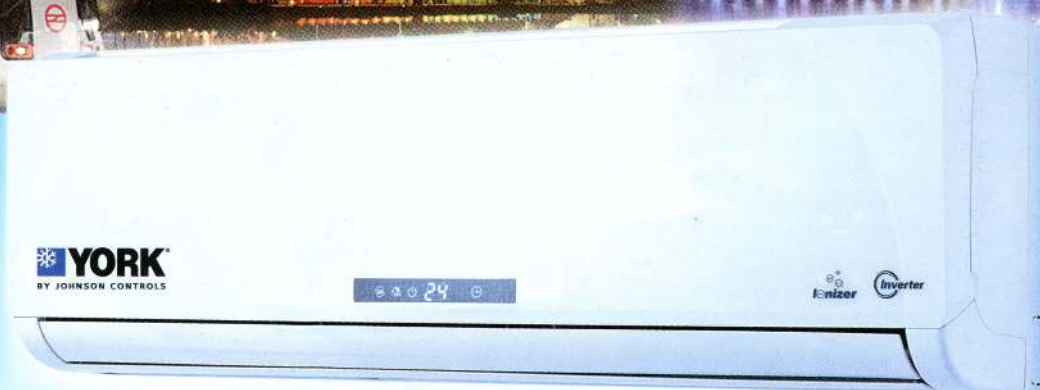 YORK®
BY JOHNSON CONTROLS
24
Ionizer
Inverter